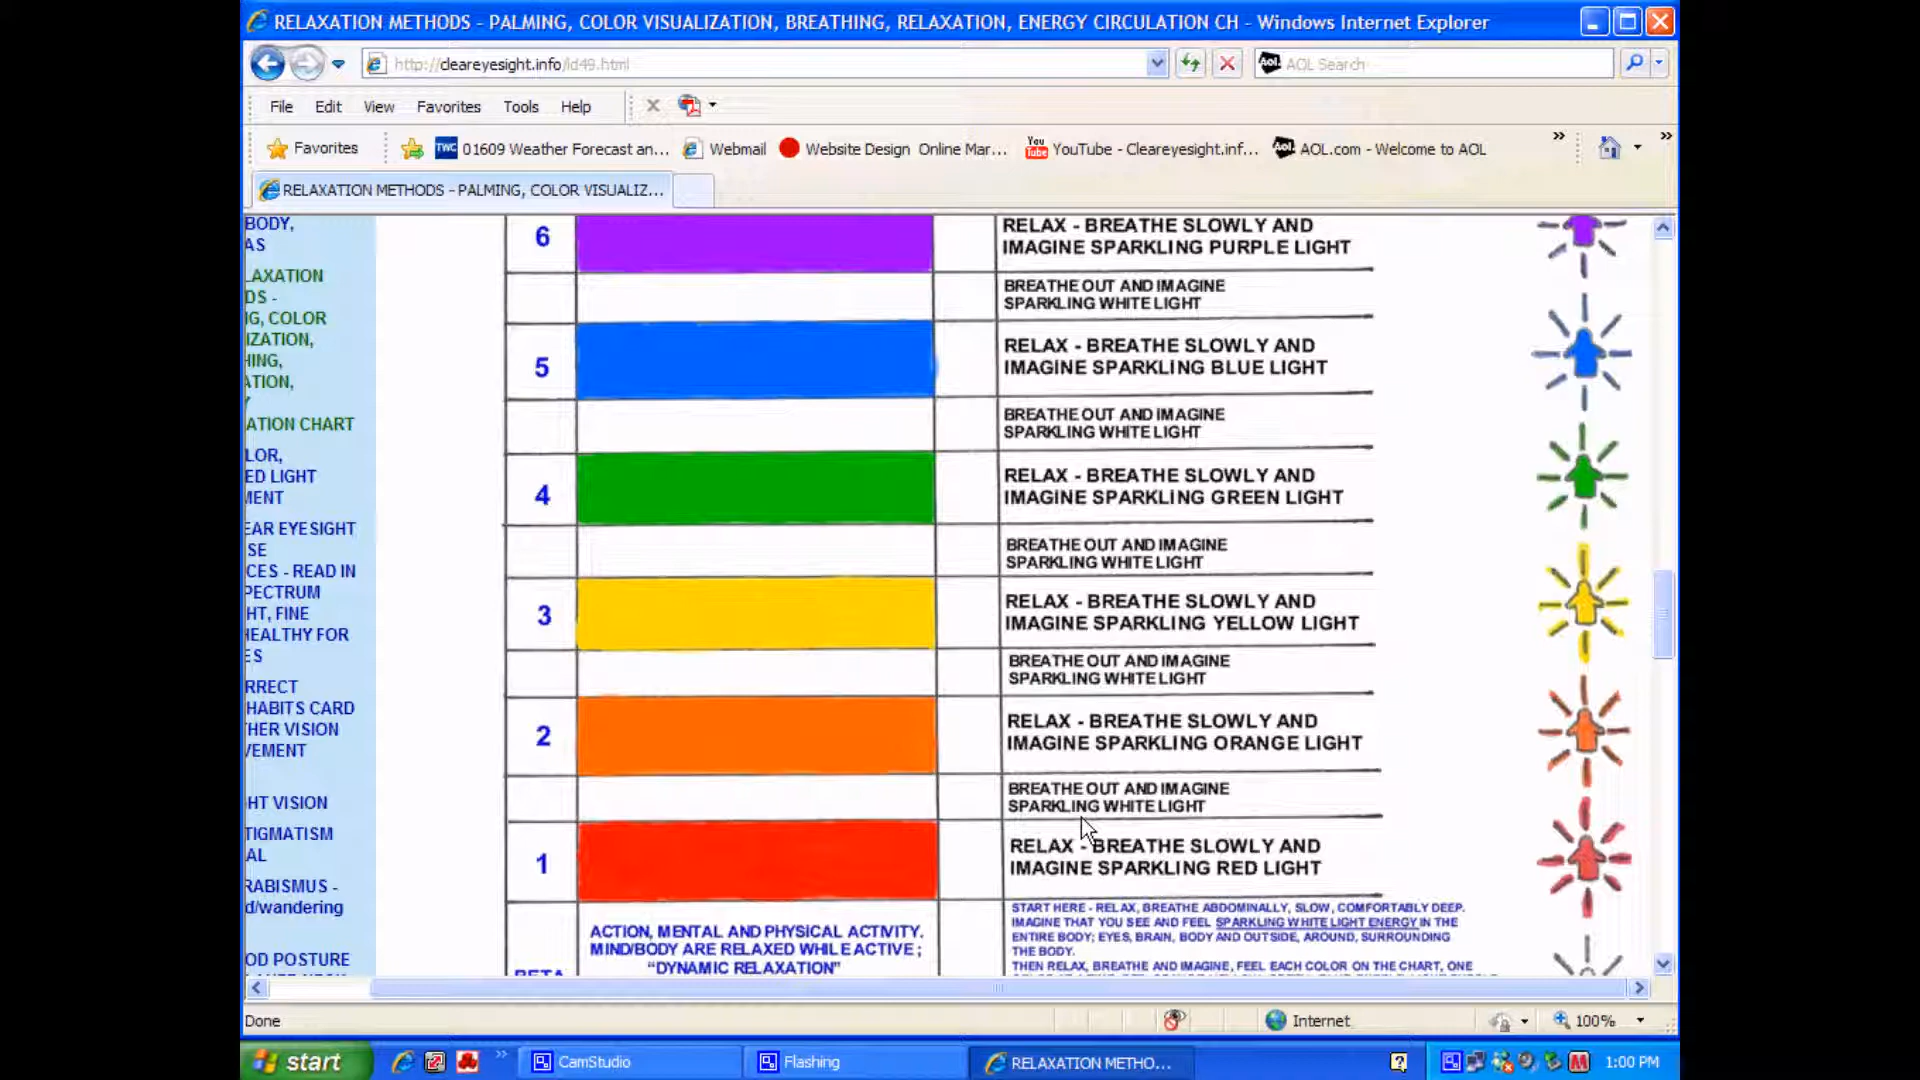 RELAXATION METHODS - PALMING, COLOR VISUALIZATION, BREATHING, RELAXATION, ENERGY CIRCULATION CH - Windows Internet Explorer
http://cleareyesight.info/id49.html
AOL Search
File Edit View Favorites Tools Help
Favorites
TWC 01609 Weather Forecast an...
Webmail
Website Design Online Mar...
You Tube YouTube - Cleareyesight.inf...
Aol. AOL.com - Welcome to AOL
RELAXATION METHODS - PALMING, COLOR VISUALIZ...
BODY,
AS
LAXATION
DS -
G, COLOR
IZATION,
HING,
ATION,
Y
ATION CHART
LOR,
ED LIGHT
MENT
EAR EYESIGHT
SE
CES - READ IN
PECTRUM
HT, FINE
HEALTHY FOR
ES
RRECT
HABITS CARD
HER VISION
VEMENT
HT VISION
TIGMATISM
AL
RABISMUS -
d/wandering
OD POSTURE
6
RELAX - BREATHE SLOWLY AND
IMAGINE SPARKLING PURPLE LIGHT
BREATHE OUT AND IMAGINE
SPARKLING WHITE LIGHT
5
RELAX - BREATHE SLOWLY AND
IMAGINE SPARKLING BLUE LIGHT
BREATHE OUT AND IMAGINE
SPARKLING WHITE LIGHT
4
RELAX - BREATHE SLOWLY AND
IMAGINE SPARKLING GREEN LIGHT
BREATHE OUT AND IMAGINE
SPARKLING WHITE LIGHT
3
RELAX - BREATHE SLOWLY AND
IMAGINE SPARKLING YELLOW LIGHT
BREATHE OUT AND IMAGINE
SPARKLING WHITE LIGHT
2
RELAX - BREATHE SLOWLY AND
IMAGINE SPARKLING ORANGE LIGHT
BREATHE OUT AND IMAGINE
SPARKLING WHITE LIGHT
1
RELAX - BREATHE SLOWLY AND
IMAGINE SPARKLING RED LIGHT
BETA
ACTION, MENTAL AND PHYSICAL ACTIVITY.
MIND/BODY ARE RELAXED WHILE ACTIVE;
“DYNAMIC RELAXATION”
START HERE - RELAX, BREATHE ABDOMINALLY, SLOW, COMFORTABLY DEEP.
IMAGINE THAT YOU SEE AND FEEL SPARKLING WHITE LIGHT ENERGY IN THE
ENTIRE BODY; EYES, BRAIN, BODY AND OUTSIDE, AROUND, SURROUNDING
THE BODY.
THEN RELAX, BREATHE AND IMAGINE, FEEL EACH COLOR ON THE CHART, ONE
Done
Internet
100%
start
CamStudio
Flashing
RELAXATION METHO...
1:00 PM